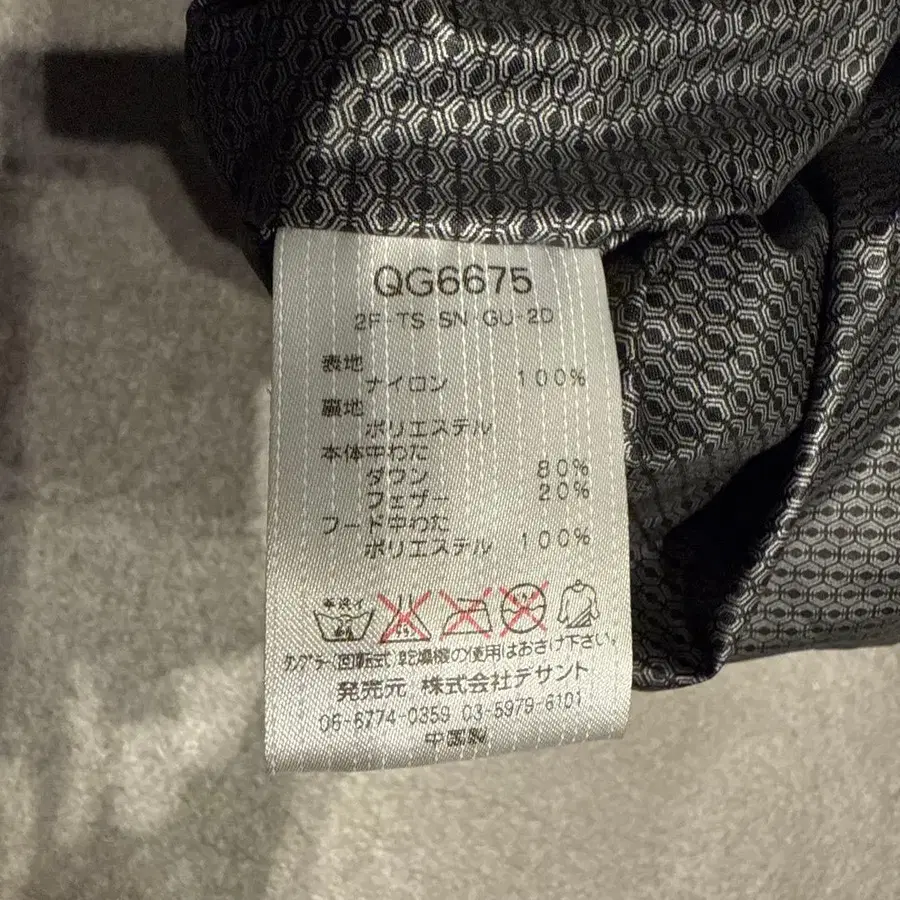 QG6675
2F·TS·SN·GU·2D
表地
ナイロン 100%
裏地
ポリエステル
本体中わた
ダウン 80%
フェザー 20%
フード中わた
ポリエステル 100%
タンブラー(回転式)乾燥機の使用はおさけ下さい。
発売元 株式会社デサント
06-6774-0359 03-5979-6101
中国製